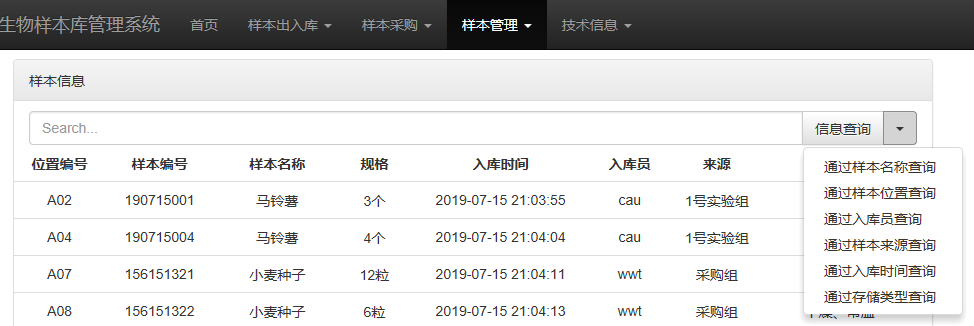 生物样本库管理系统 首页 样本出入库 样本采购 样本管理 技术信息
样本信息
Search... 信息查询
位置编号 样本编号 样本名称 规格 入库时间 入库员 来源
通过样本名称查询
A02 190715001 马铃薯 3个 2019-07-15 21:03:55 cau 1号实验组
通过样本位置查询
通过入库员查询
A04 190715004 马铃薯 4个 2019-07-15 21:04:04 cau 1号实验组
通过样本来源查询
A07 156151321 小麦种子 12粒 2019-07-15 21:04:11 wwt 采购组
通过入库时间查询
通过存储类型查询
A08 156151322 小麦种子 6粒 2019-07-15 21:04:13 wwt 采购组